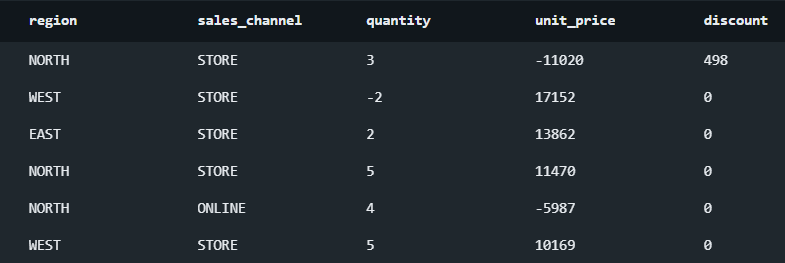 region sales_channel quantity unit_price discount
NORTH STORE 3 -11020 498
WEST STORE -2 17152 0
EAST STORE 2 13862 0
NORTH STORE 5 11470 0
NORTH ONLINE 4 -5987 0
WEST STORE 5 10169 0